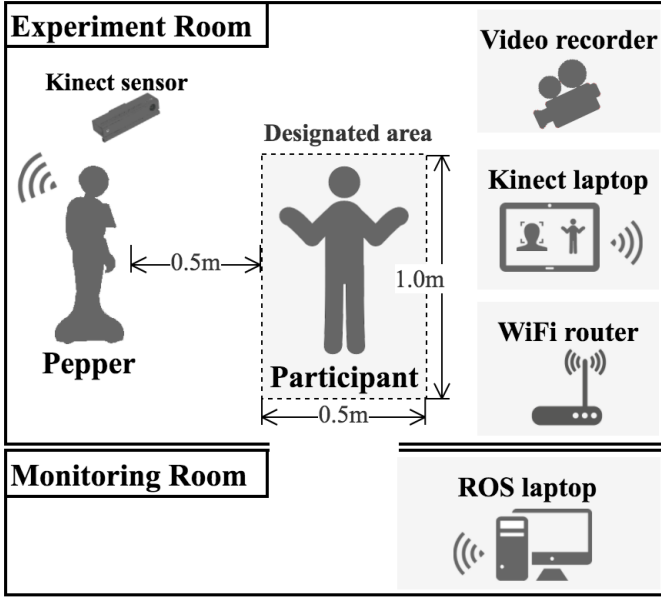 Experiment Room
Video recorder
Kinect sensor
Designated area
Kinect laptop
0.5m
1.0m
WiFi router
Pepper
Participant
0.5m
Monitoring Room
ROS laptop